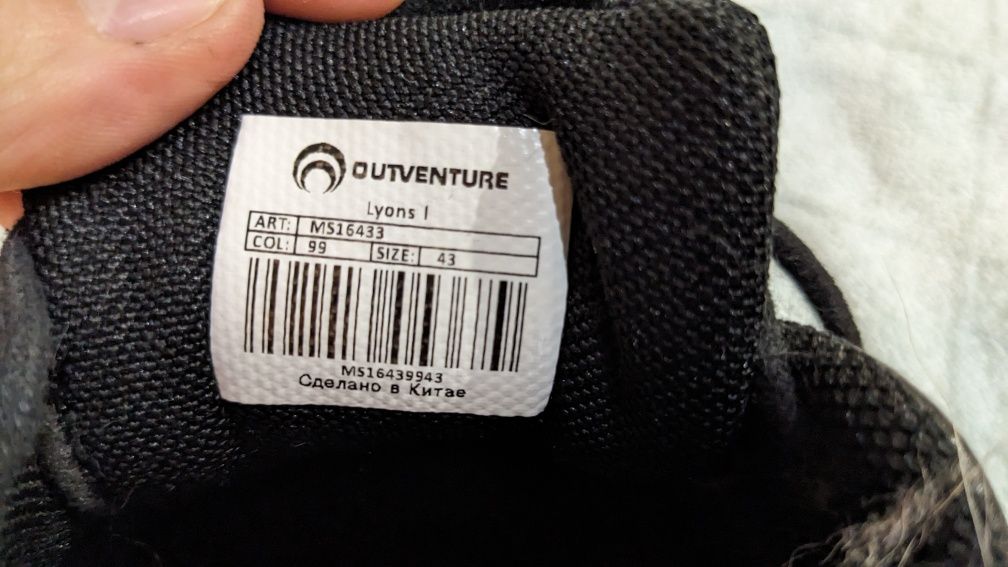 OUTVENTURE
Lyons I
ART: MS16433
COL: 99 SIZE: 43
MS16439943
Сделано в Китае